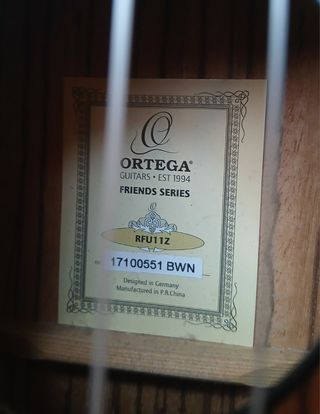 ORTEGA®
GUITARS • EST 1994
FRIENDS SERIES
RFU11Z
17100551 BWN
Designed in Germany
Manufactured in P.R.China